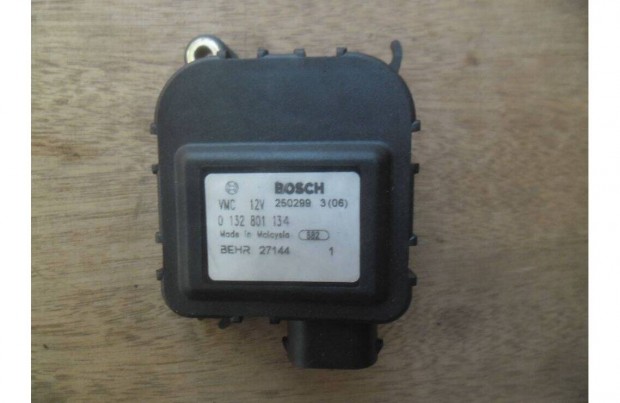 BOSCH
VMC 12V 250299 3(06)
0 132 801 134
Made in Malaysia 582
BEHR 27144 1